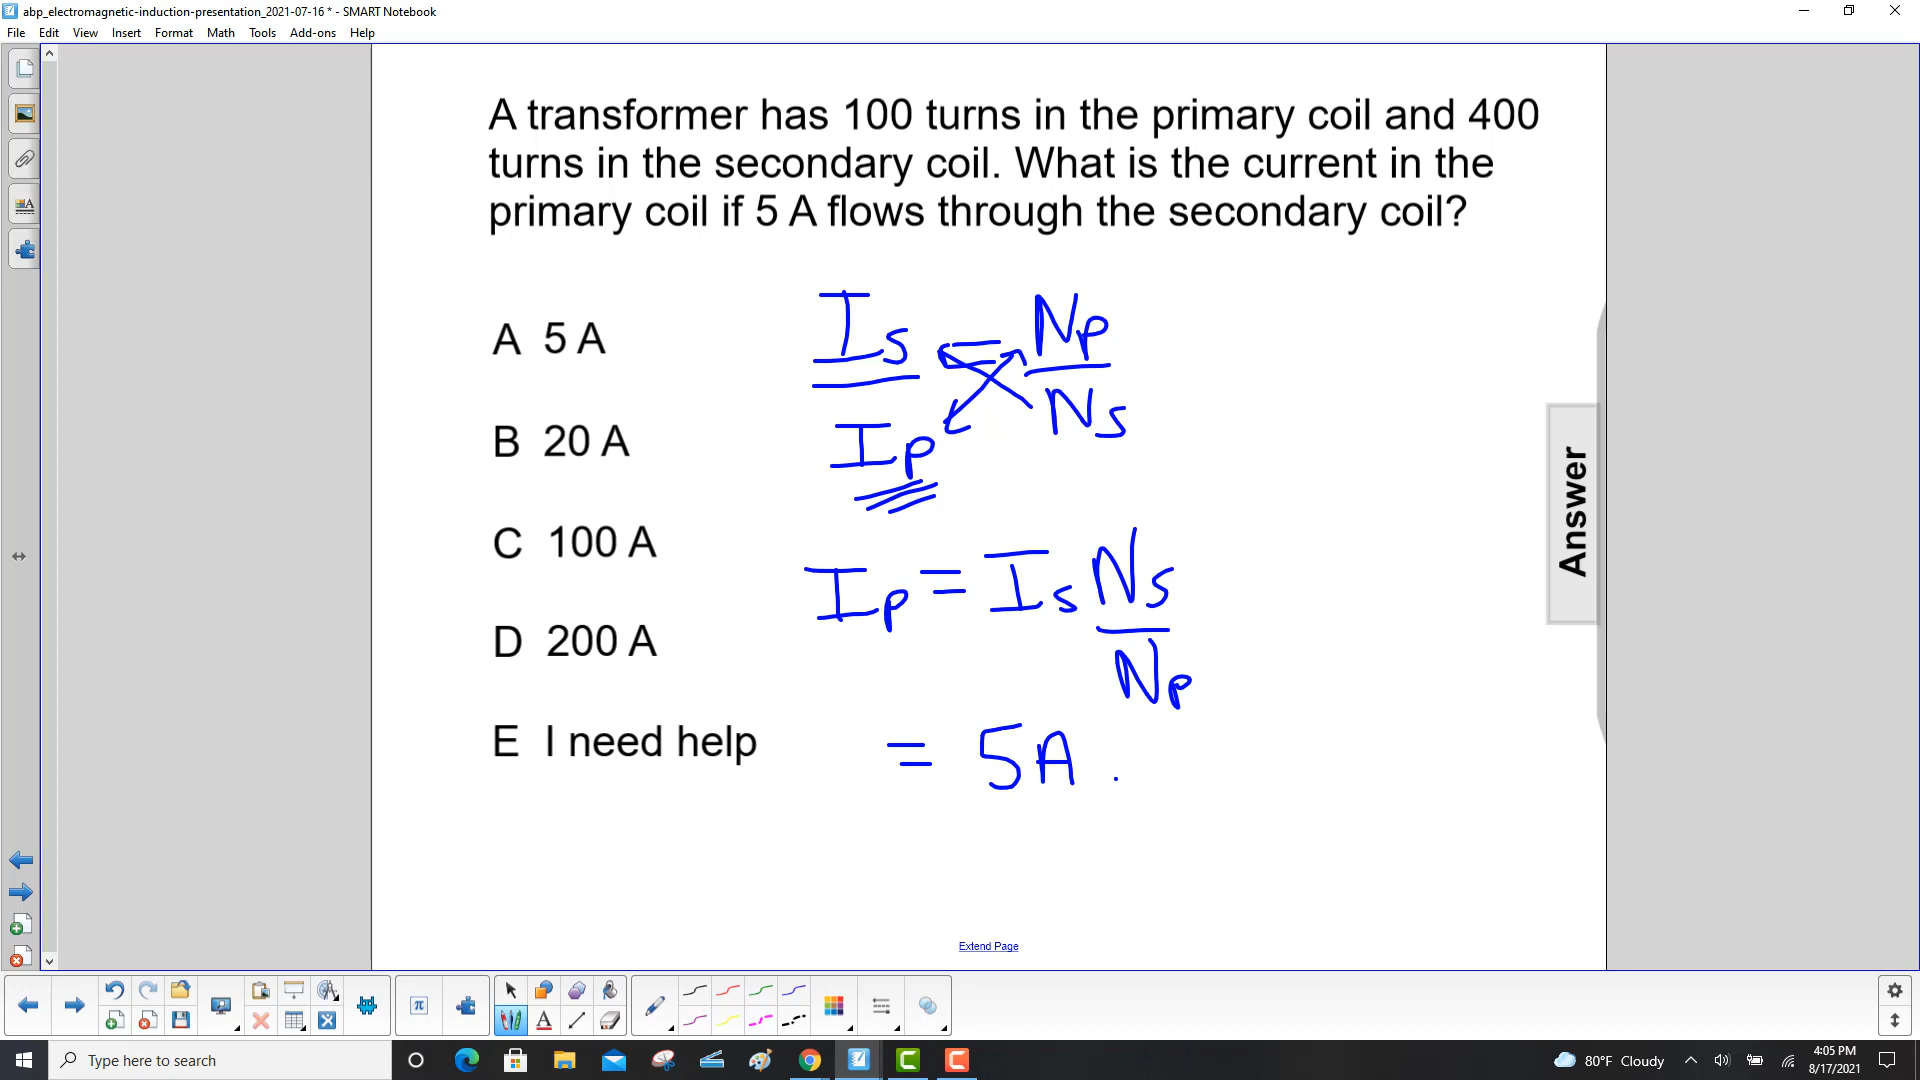 abp_electromagnetic-induction-presentation_2021-07-16 * - SMART Notebook
File Edit View Insert Format Math Tools Add-ons Help
A transformer has 100 turns in the primary coil and 400
turns in the secondary coil. What is the current in the
primary coil if 5 A flows through the secondary coil?
A 5 A
B 20 A
C 100 A
D 200 A
E I need help
Is = Np
Ip Ns
Ip = Is Ns
Np
= 5A .
Answer
Extend Page
π
A
Type here to search
80°F Cloudy
4:05 PM
8/17/2021